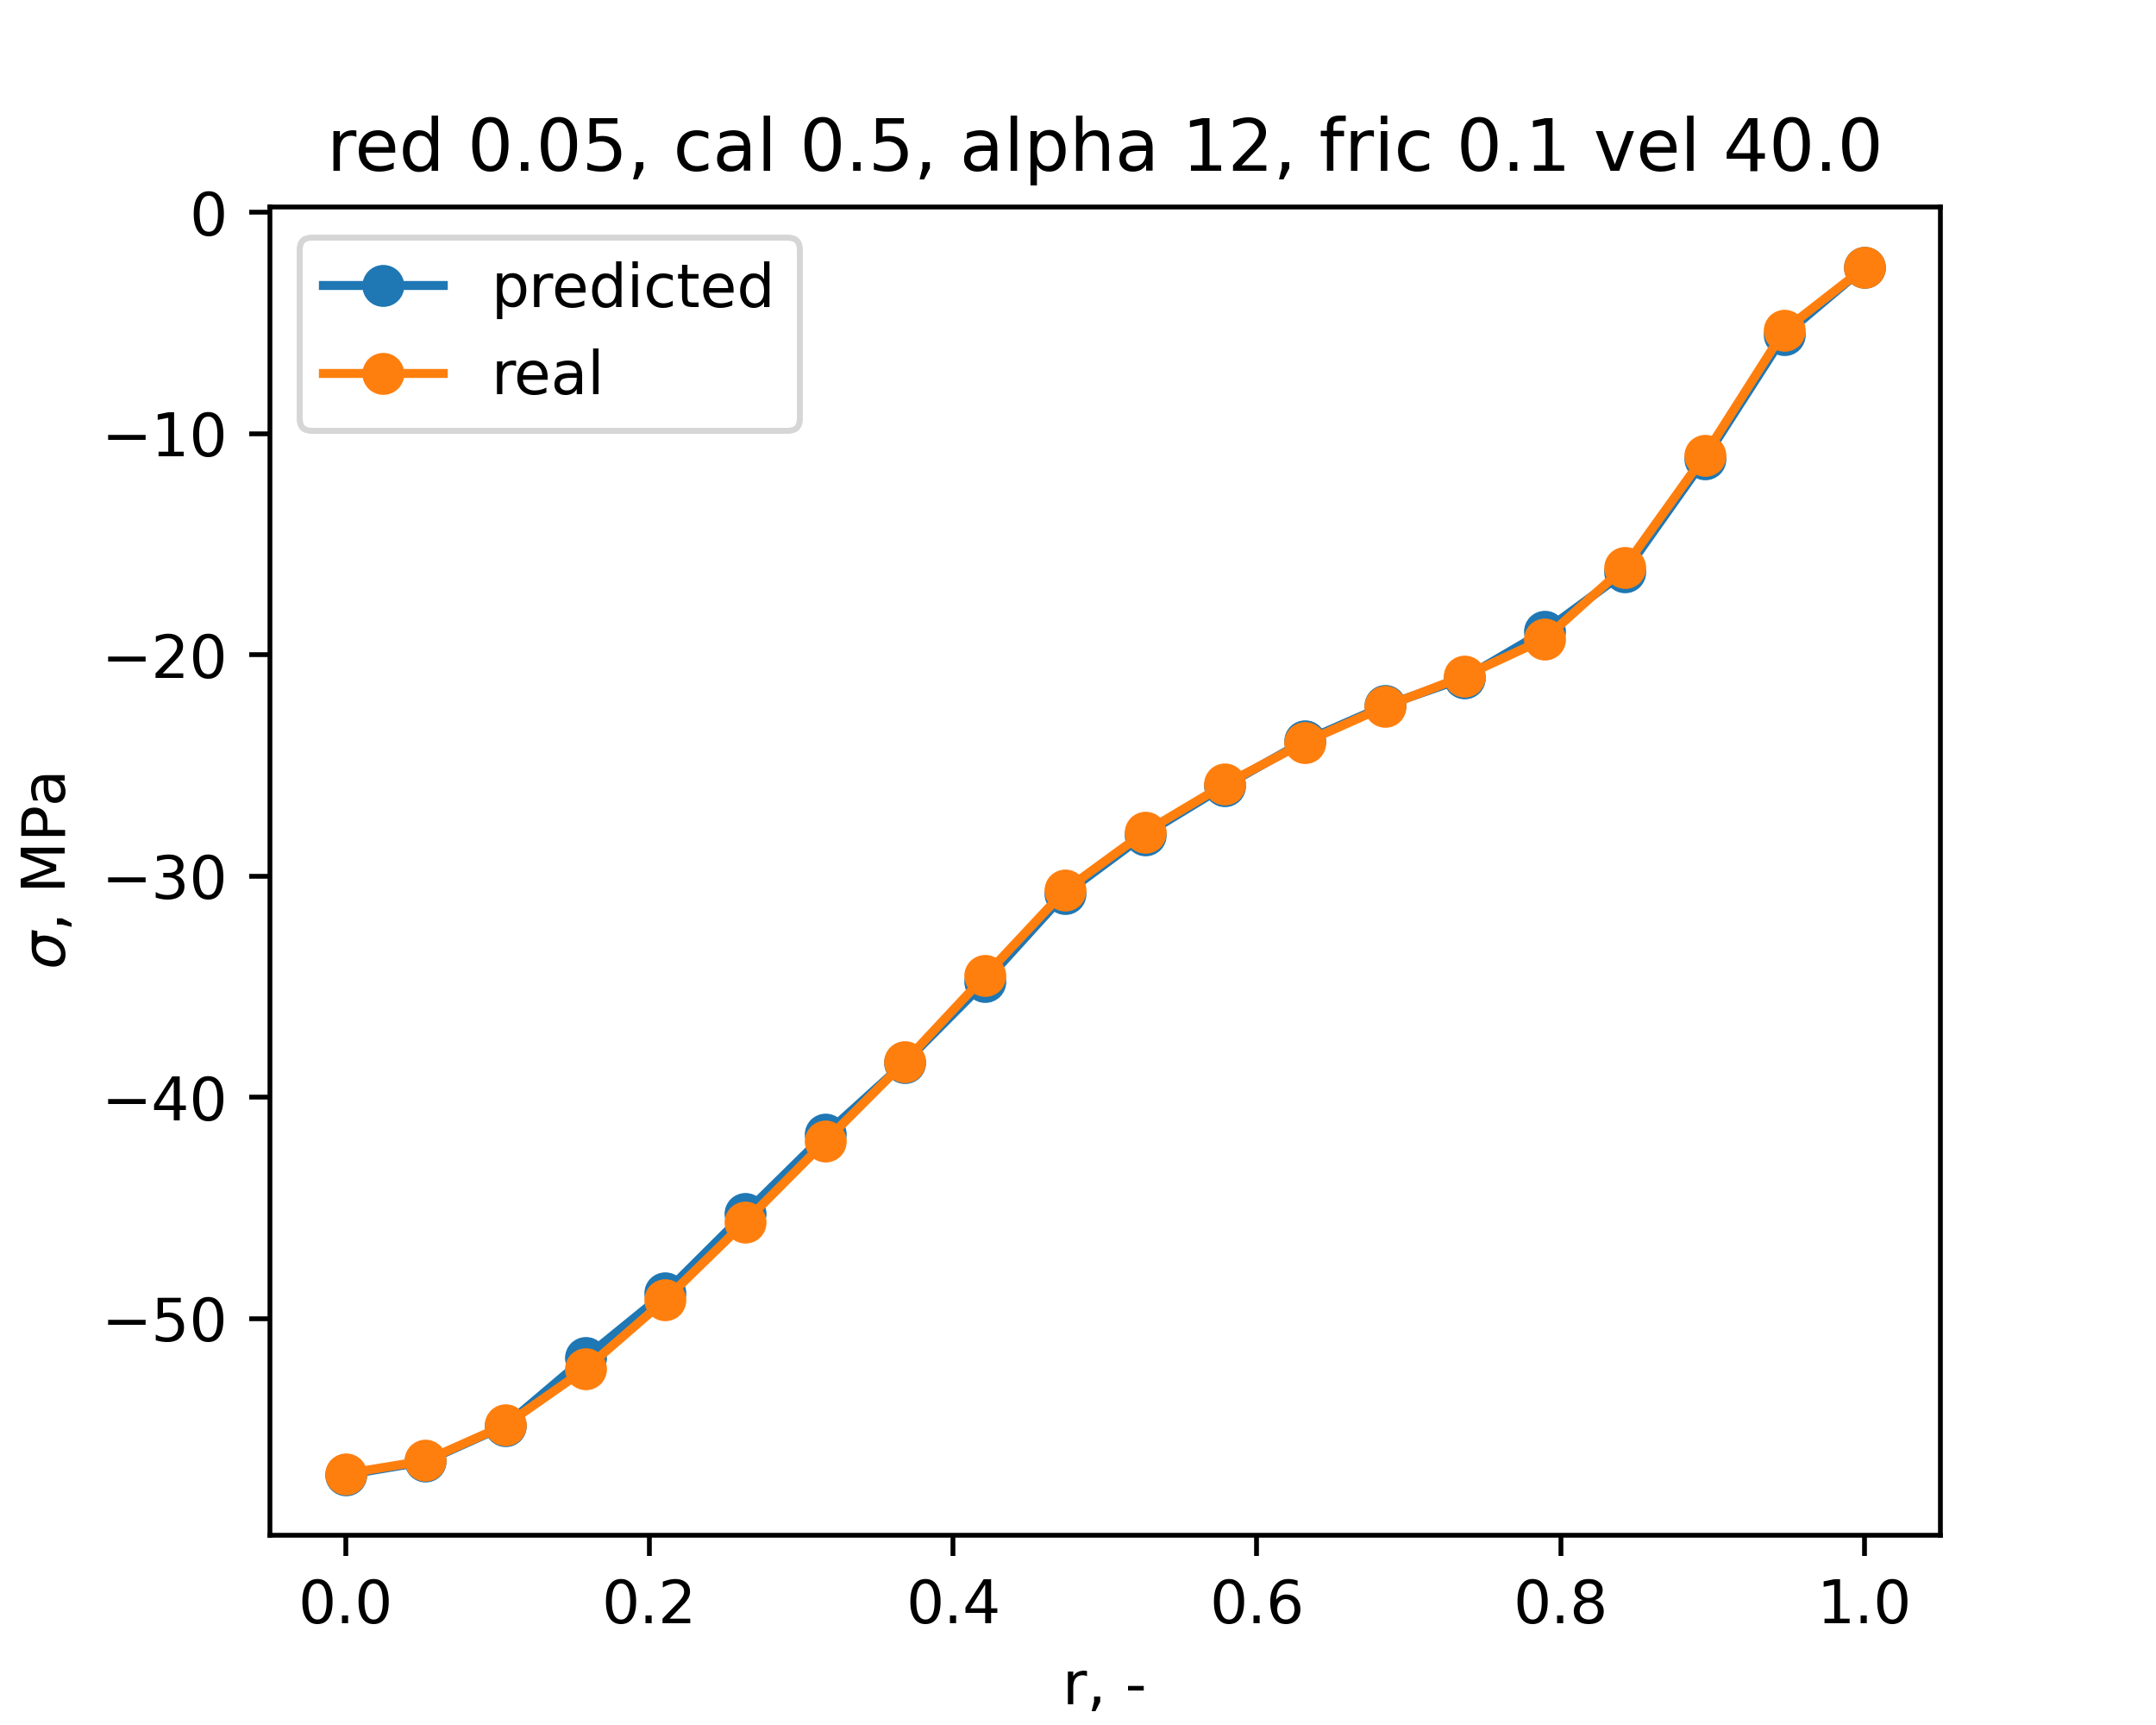 red 0.05, cal 0.5, alpha 12, fric 0.1 vel 40.0
predicted
real
0
−10
−20
−30
−40
−50
σ, MPa
0.0 0.2 0.4 0.6 0.8 1.0
r, -